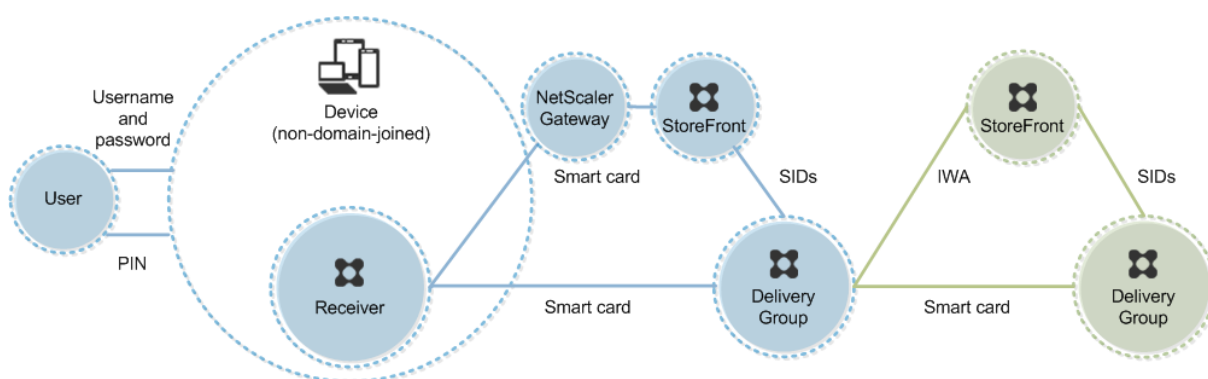 Username
and
password
User
PIN
Device
(non-domain-joined)
Receiver
NetScaler
Gateway
StoreFront
Smart card
SIDs
Smart card
Delivery
Group
IWA
StoreFront
SIDs
Smart card
Delivery
Group